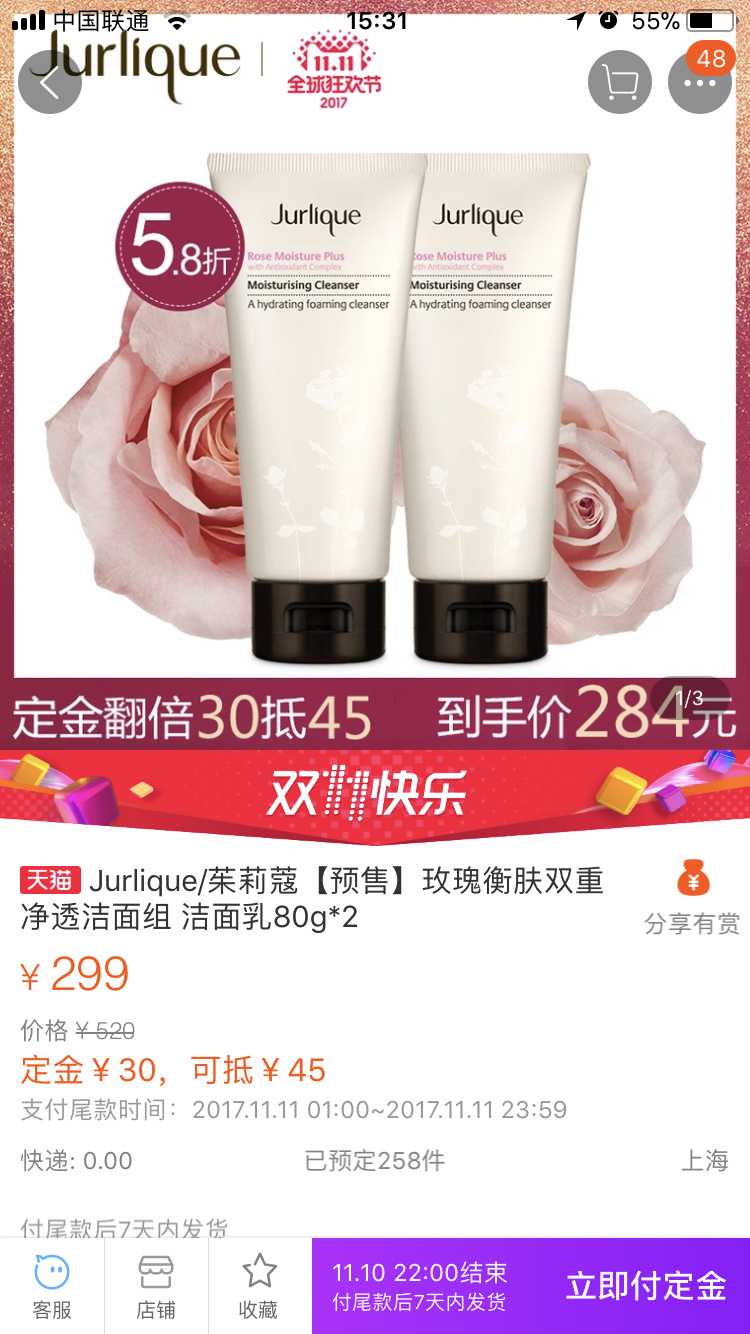 中国联通
15:31
55%
48
Jurlique
11.11
全球狂欢节
2017
5.8折
Jurlique
Rose Moisture Plus
with Antioxidant Complex
Moisturising Cleanser
A hydrating foaming cleanser
Jurlique
Rose Moisture Plus
with Antioxidant Complex
Moisturising Cleanser
A hydrating foaming cleanser
定金翻倍30抵45 到手价284元
1/3
双11快乐
天猫 Jurlique/茱莉蔻【预售】玫瑰衡肤双重
净透洁面组 洁面乳80g*2
分享有赏
¥ 299
价格 ¥ 520
定金 ¥ 30，可抵 ¥ 45
支付尾款时间：2017.11.11 01:00~2017.11.11 23:59
快递: 0.00 已预定258件 上海
付尾款后7天内发货
客服
店铺
收藏
11.10 22:00结束
付尾款后7天内发货
立即付定金